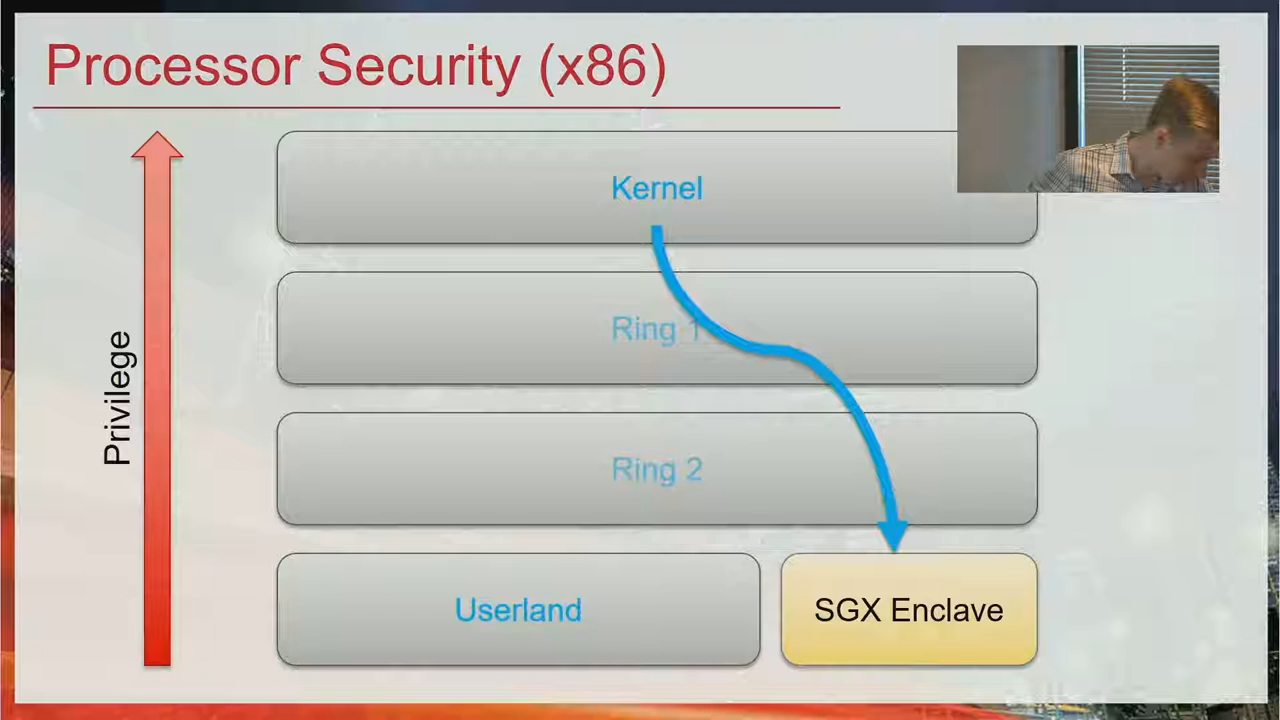 Processor Security (x86)
Kernel
Ring 1
Privilege
Ring 2
Userland
SGX Enclave